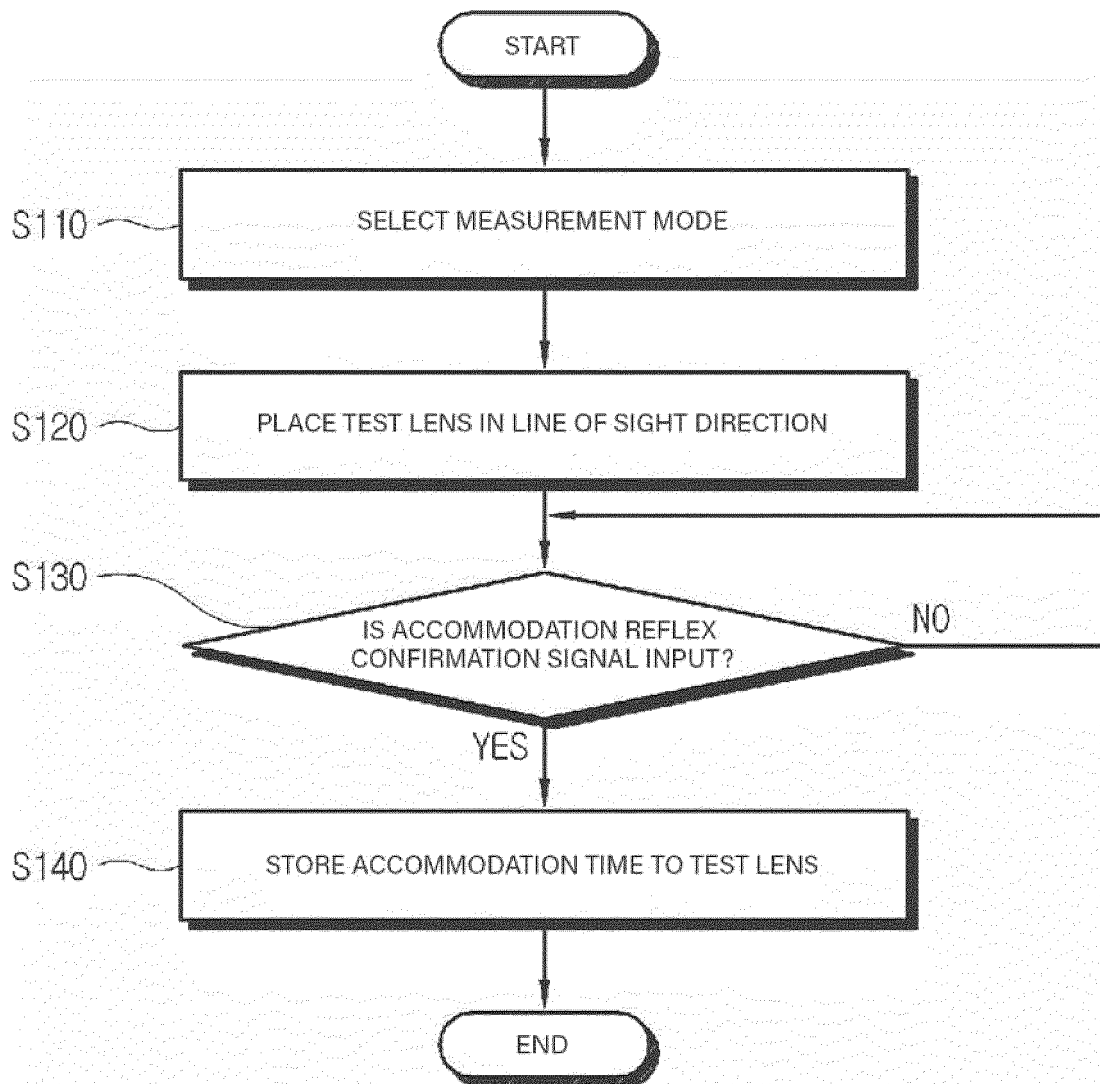 START
S110
SELECT MEASUREMENT MODE
S120
PLACE TEST LENS IN LINE OF SIGHT DIRECTION
S130
IS ACCOMMODATION REFLEX
CONFIRMATION SIGNAL INPUT?
NO
YES
S140
STORE ACCOMMODATION TIME TO TEST LENS
END